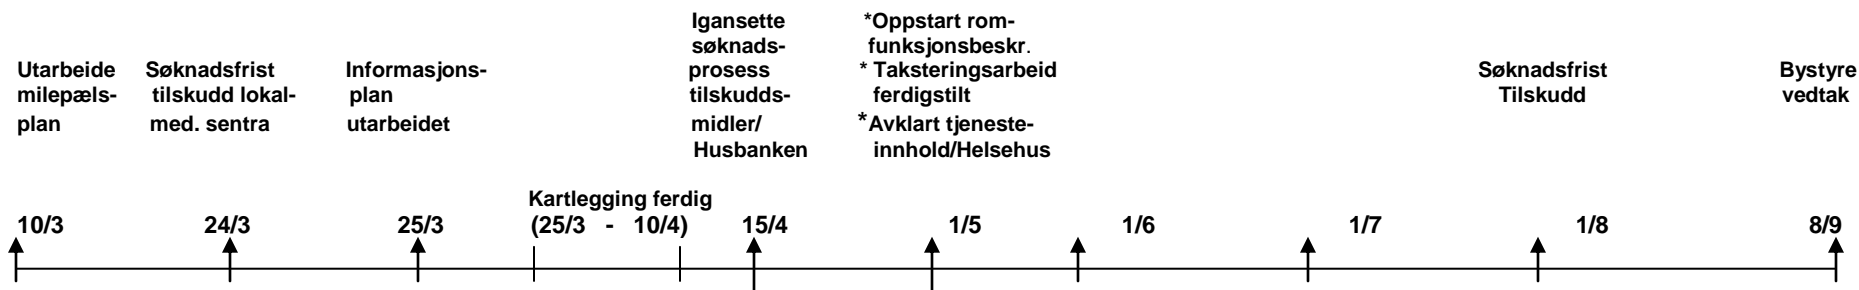 Utarbeide
milepæls-
plan
Søknadsfrist
tilskudd lokal-
med. sentra
Informasjons-
plan
utarbeidet
Igansette
søknads-
prosess
tilskudds-
midler/
Husbanken
*Oppstart rom-
funksjonsbeskr.
* Taksteringsarbeid
ferdigstilt
*Avklart tjeneste-
innhold/Helsehus
Søknadsfrist
Tilskudd
Bystyre
vedtak
Kartlegging ferdig
10/3 24/3 25/3 (25/3 - 10/4) 15/4 1/5 1/6 1/7 1/8 8/9